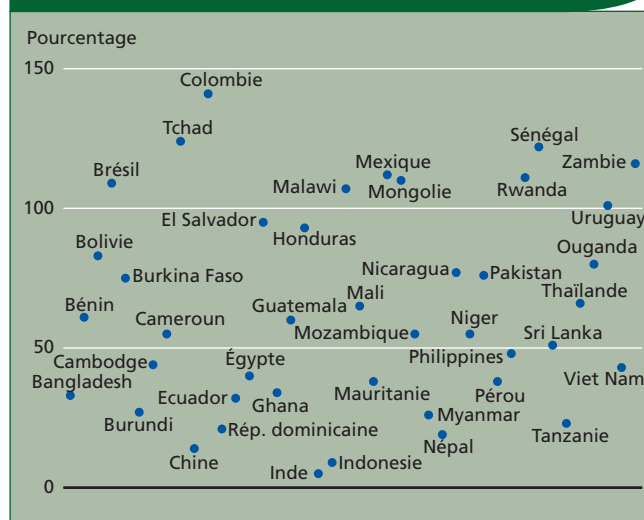 Pourcentage
150
Colombie
Tchad
Sénégal
Mexique
Zambie
Brésil
Malawi
Mongolie
Rwanda
100
El Salvador
Uruguay
Honduras
Bolivie
Ouganda
Burkina Faso
Nicaragua
Pakistan
Thaïlande
Mali
Bénin
Guatemala
Cameroun
Mozambique
Niger
Sri Lanka
50
Cambodge
Égypte
Philippines
Bangladesh
Viet Nam
Ecuador
Ghana
Mauritanie
Pérou
Burundi
Rép. dominicaine
Myanmar
Tanzanie
Népal
Chine
Inde
Indonesie
0